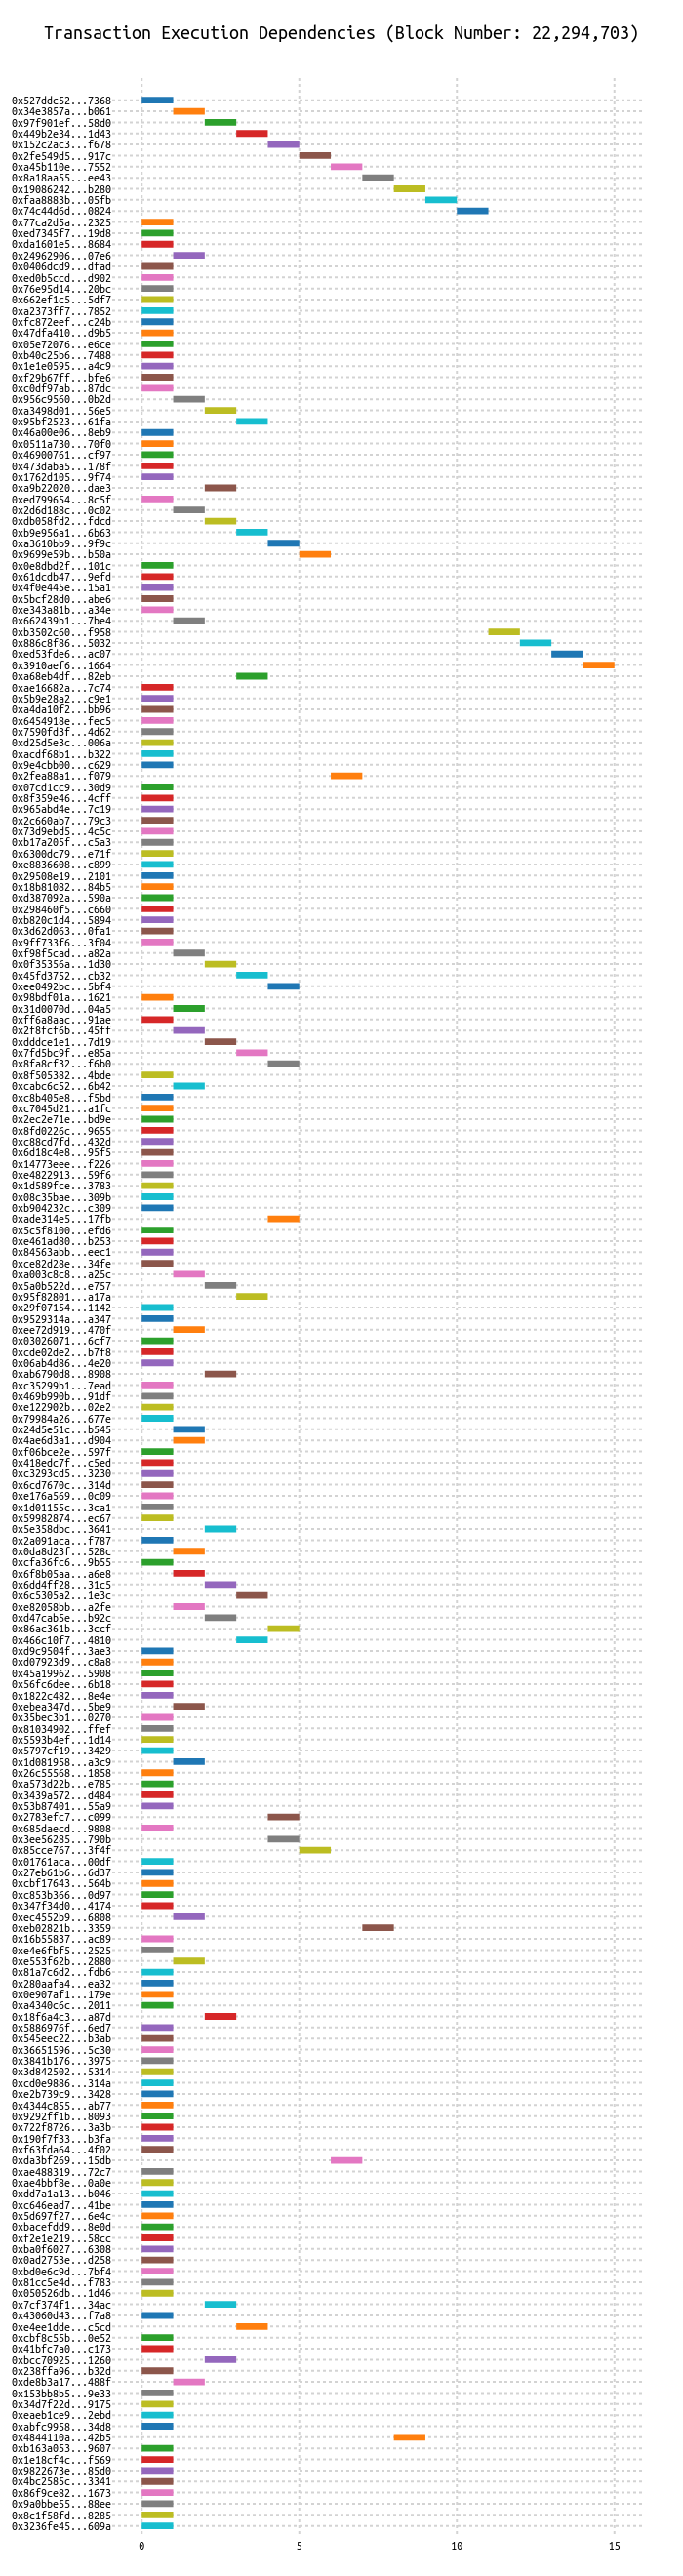 Transaction Execution Dependencies (Block Number: 22,294,703)
0x527ddc52...7368
0x34e3857a...b061
0x97f901ef...58d0
0x449b2e34...1d43
0x152c2ac3...f678
0x2fe549d5...917c
0xa45b110e...7552
0x8a18aa55...ee43
0x19086242...b280
0xfaa8883b...05fb
0x74c44d6d...0824
0x77ca2d5a...2325
0xed7345f7...19d8
0xda1601e5...8684
0x24962906...07e6
0x0406dcd9...dfad
0xed0b5ccd...d902
0x76e95d14...20bc
0x662ef1c5...5df7
0xa2373ff7...7852
0xfc872eef...c24b
0x47dfa410...d9b5
0x05e72076...e6ce
0xb40c25b6...7488
0x1e1e0595...a4c9
0xf29b67ff...bfe6
0xc0df97ab...87dc
0x956c9560...0b2d
0xa3498d01...56e5
0x95bf2523...61fa
0x46a00e06...8eb9
0x0511a730...70f0
0x46900761...cf97
0x473daba5...178f
0x1762d105...9f74
0xa9b22020...dae3
0xed799654...8c5f
0x2d6d188c...0c02
0xdb058fd2...fdcd
0xb9e956a1...6b63
0xa3610bb9...9f9c
0x9699e59b...b50a
0x0e8dbd2f...101c
0x61dcdb47...9efd
0x4f0e445e...15a1
0x5bcf28d0...abe6
0xe343a81b...a34e
0x662439b1...7be4
0xb3502c60...f958
0x886c8f86...5032
0xed53fde6...ac07
0x3910aef6...1664
0xa68eb4df...82eb
0xae16682a...7c74
0x5b9e28a2...c9e1
0xa4da10f2...bb96
0x6454918e...fec5
0x7590fd3f...4d62
0xd25d5e3c...006a
0xacdf68b1...b322
0x9e4cbb00...c629
0x2fea88a1...f079
0x07cd1cc9...30d9
0x8f359e46...4cff
0x965abd4e...7c19
0x2c660ab7...79c3
0x73d9ebd5...4c5c
0xb17a205f...c5a3
0x6300dc79...e71f
0xe8836608...c899
0x29508e19...2101
0x18b81082...84b5
0xd387092a...590a
0x298460f5...c660
0xb820c1d4...5894
0x3d62d063...0fa1
0x9ff733f6...3f04
0xf98f5cad...a82a
0x0f35356a...1d30
0x45fd3752...cb32
0xee0492bc...5bf4
0x98bdf01a...1621
0x31d0070d...04a5
0xff6a8aac...91ae
0x2f8fcf6b...45ff
0xdddce1e1...7d19
0x7fd5bc9f...e85a
0x8fa8cf32...f6b0
0x8f505382...4bde
0xcabc6c52...6b42
0xc8b405e8...f5bd
0xc7045d21...a1fc
0x2ec2e71e...bd9e
0x8fd0226c...9655
0xc88cd7fd...432d
0x6d18c4e8...95f5
0x14773eee...f226
0xe4822913...59f6
0x1d589fce...3783
0x08c35bae...309b
0xb904232c...c309
0xade314e5...17fb
0x5c5f8100...efd6
0xe461ad80...b253
0x84563abb...eec1
0xce82d28e...34fe
0xa003c8c8...a25c
0x5a0b522d...e757
0x95f82801...a17a
0x29f07154...1142
0x9529314a...a347
0xee72d919...470f
0x03026071...6cf7
0xcde02de2...b7f8
0x06ab4d86...4e20
0xab6790d8...8908
0xc35299b1...7ead
0x469b990b...91df
0xe122902b...02e2
0x79984a26...677e
0x24d5e51c...b545
0x4ae6d3a1...d904
0xf06bce2e...597f
0x418edc7f...c5ed
0xc3293cd5...3230
0x6cd7670c...314d
0xe176a569...0c09
0x1d01155c...3ca1
0x59982874...ec67
0x5e358dbc...3641
0x2a091aca...f787
0x0da8d23f...528c
0xcfa36fc6...9b55
0x6f8b05aa...a6e8
0x6dd4ff28...31c5
0x6c5305a2...1e3c
0xe82058bb...a2fe
0xd47cab5e...b92c
0x86ac361b...3ccf
0x466c10f7...4810
0xd9c9504f...3ae3
0xd07923d9...c8a8
0x45a19962...5908
0x56fc6dee...6b18
0x1822c482...8e4e
0xebea347d...5be9
0x35bec3b1...0270
0x81034902...ffef
0x5593b4ef...1d14
0x5797cf19...3429
0x1d081958...a3c9
0x26c55568...1858
0xa573d22b...e785
0x3439a572...d484
0x53b87401...55a9
0x2783efc7...c099
0x685daecd...9808
0x3ee56285...790b
0x85cce767...3f4f
0x01761aca...00df
0x27eb61b6...6d37
0xcbf17643...564b
0xc853b366...0d97
0x347f34d0...4174
0xec4552b9...6808
0xeb02821b...3359
0x16b55837...ac89
0xe4e6fbf5...2525
0xe553f62b...2880
0x81a7c6d2...fdb6
0x280aafa4...ea32
0x0e907af1...179e
0xa4340c6c...2011
0x18f6a4c3...a87d
0x5886976f...6ed7
0x545eec22...b3ab
0x36651596...5c30
0x3841b176...3975
0x3d842502...5314
0xcd0e9886...314a
0xe2b739c9...3428
0x4344c855...ab77
0x9292ff1b...8093
0x722f8726...3a3b
0x190f7f33...b3fa
0xf63fda64...4f02
0xda3bf269...15db
0xae488319...72c7
0xae4bbf8e...0a0e
0xdd7a1a13...b046
0xc646ead7...41be
0x5d697f27...6e4c
0xbacefdd9...8e0d
0xf2e1e219...58cc
0xba0f6027...6308
0x0ad2753e...d258
0xbd0e6c9d...7bf4
0x81cc5e4d...f783
0x050526db...1d46
0x7cf374f1...34ac
0x43060d43...f7a8
0xe4ee1dde...c5cd
0xcbf8c55b...0e52
0x41bfc7a0...c173
0xbcc70925...1260
0x238ffa96...b32d
0xde8b3a17...488f
0x153bb8b5...9e33
0x34d7f22d...9175
0xeaeb1ce9...2ebd
0xabfc9958...34d8
0x4844110a...42b5
0xb163a053...9607
0x1e18cf4c...f569
0x9822673e...85d0
0x4bc2585c...3341
0x86f9ce82...1673
0x9a0bbe55...88ee
0x8c1f58fd...8285
0x3236fe45...609a
0 5 10 15